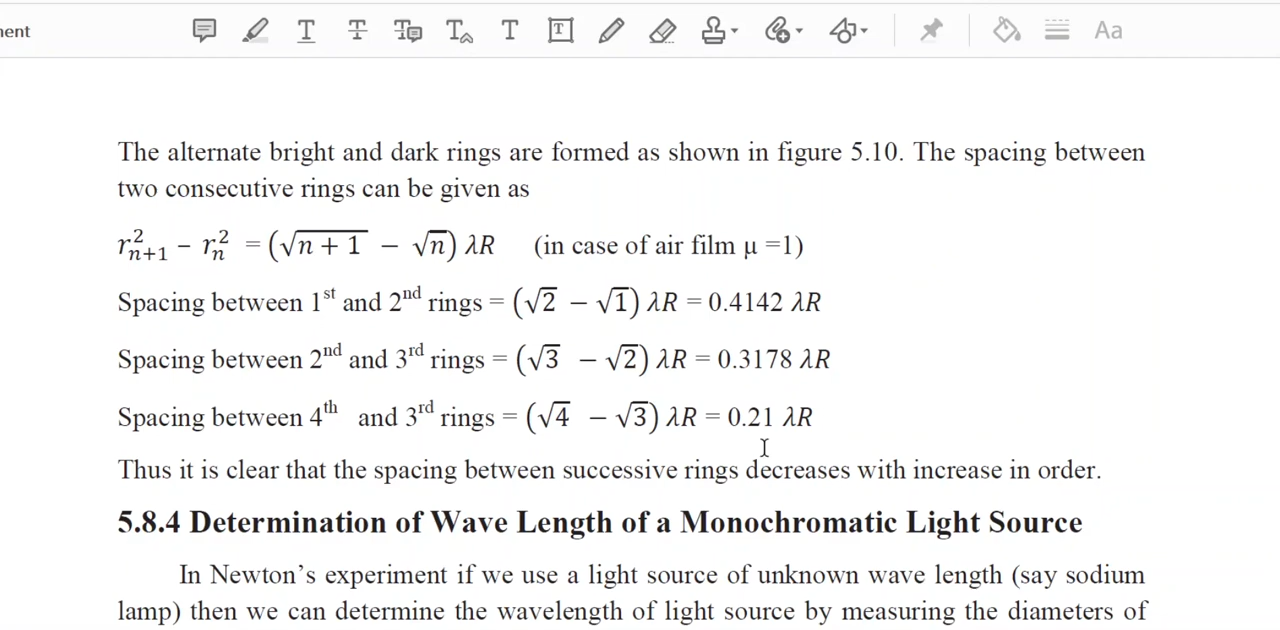 ent
T T T T T T Aa
The alternate bright and dark rings are formed as shown in figure 5.10. The spacing between
two consecutive rings can be given as
r²ₙ₊₁ − r²ₙ = (√n + 1 − √n) λR (in case of air film μ =1)
Spacing between 1st and 2nd rings = (√2 − √1) λR = 0.4142 λR
Spacing between 2nd and 3rd rings = (√3 − √2) λR = 0.3178 λR
Spacing between 4th and 3rd rings = (√4 − √3) λR = 0.21 λR
Thus it is clear that the spacing between successive rings decreases with increase in order.
5.8.4 Determination of Wave Length of a Monochromatic Light Source
In Newton’s experiment if we use a light source of unknown wave length (say sodium
lamp) then we can determine the wavelength of light source by measuring the diameters of